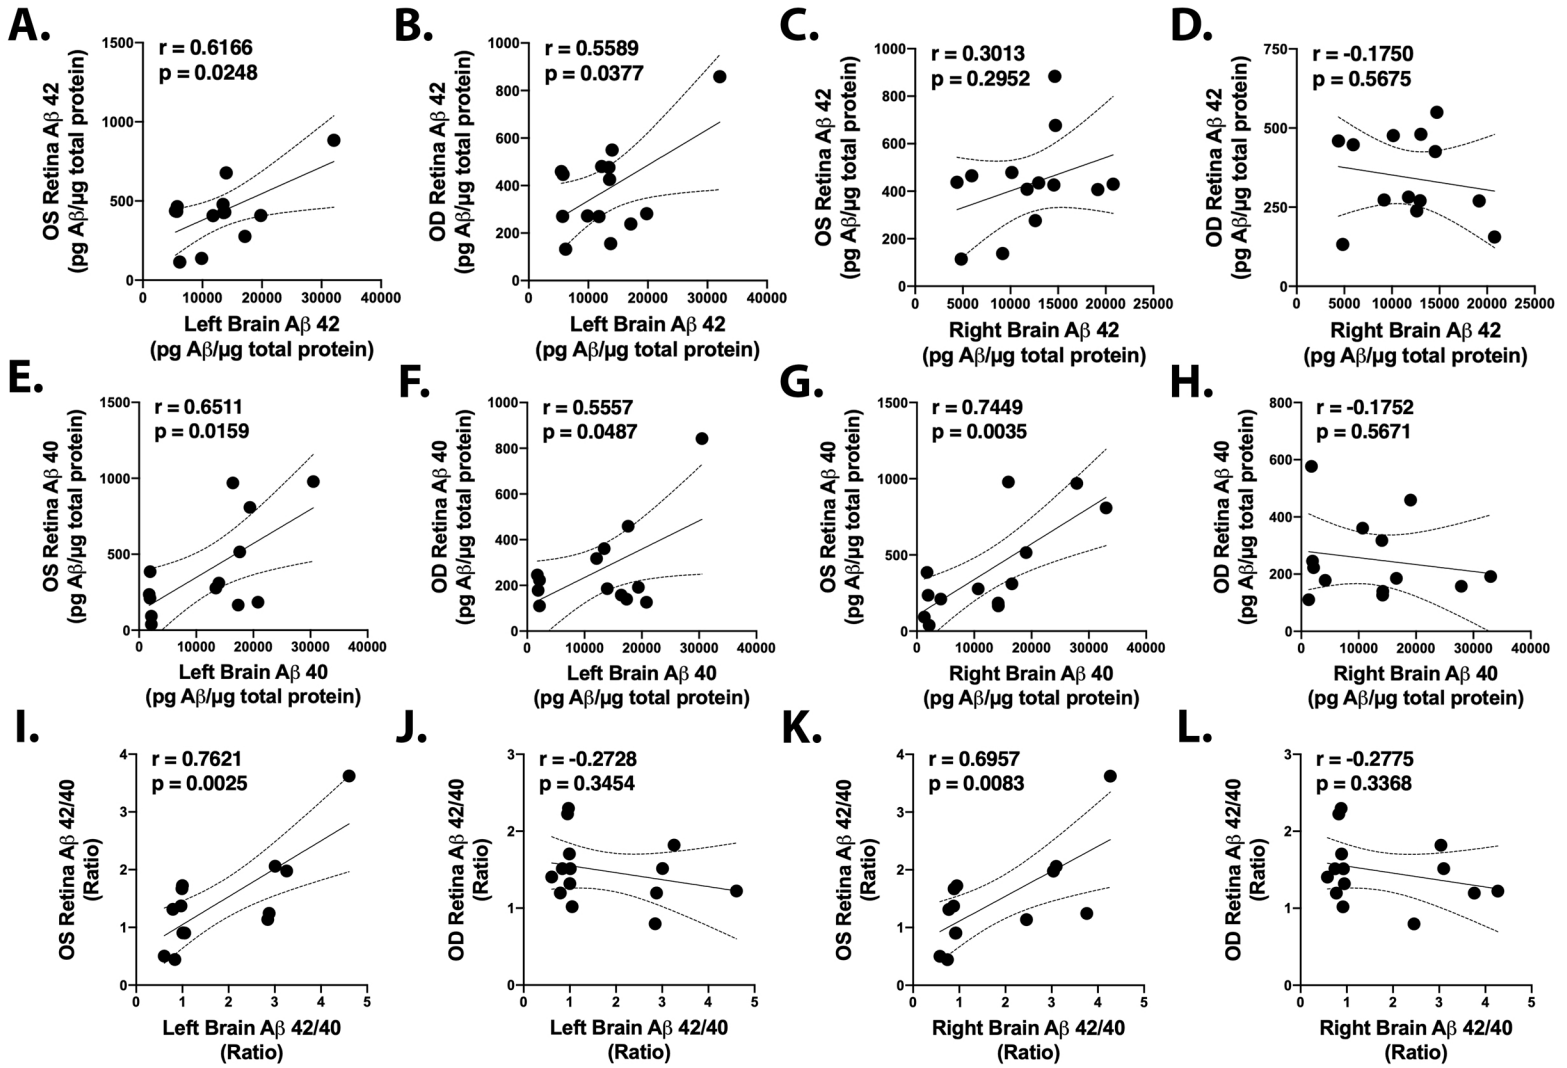 A.
r = 0.6166
p = 0.0248
OS Retina Aβ 42
(pg Aβ/µg total protein)
1500
1000
500
0
0 10000 20000 30000 40000
Left Brain Aβ 42
(pg Aβ/µg total protein)
B.
r = 0.5589
p = 0.0377
OD Retina Aβ 42
(pg Aβ/µg total protein)
1000
800
600
400
200
0
0 10000 20000 30000 40000
Left Brain Aβ 42
(pg Aβ/µg total protein)
C.
r = 0.3013
p = 0.2952
OS Retina Aβ 42
(pg Aβ/µg total protein)
1000
800
600
400
200
0
0 5000 10000 15000 20000 25000
Right Brain Aβ 42
(pg Aβ/µg total protein)
D.
r = -0.1750
p = 0.5675
OD Retina Aβ 42
(pg Aβ/µg total protein)
750
500
250
0
0 5000 10000 15000 20000 25000
Right Brain Aβ 42
(pg Aβ/µg total protein)
E.
r = 0.6511
p = 0.0159
OS Retina Aβ 40
(pg Aβ/µg total protein)
1500
1000
500
0
0 10000 20000 30000 40000
Left Brain Aβ 40
(pg Aβ/µg total protein)
F.
r = 0.5557
p = 0.0487
OD Retina Aβ 40
(pg Aβ/µg total protein)
1000
800
600
400
200
0
0 10000 20000 30000 40000
Left Brain Aβ 40
(pg Aβ/µg total protein)
G.
r = 0.7449
p = 0.0035
OS Retina Aβ 40
(pg Aβ/µg total protein)
1500
1000
500
0
0 10000 20000 30000 40000
Right Brain Aβ 40
(pg Aβ/µg total protein)
H.
r = -0.1752
p = 0.5671
OD Retina Aβ 40
(pg Aβ/µg total protein)
800
600
400
200
0
0 10000 20000 30000 40000
Right Brain Aβ 40
(pg Aβ/µg total protein)
I.
r = 0.7621
p = 0.0025
OS Retina Aβ 42/40
(Ratio)
4
3
2
1
0
0 1 2 3 4 5
Left Brain Aβ 42/40
(Ratio)
J.
r = -0.2728
p = 0.3454
OD Retina Aβ 42/40
(Ratio)
3
2
1
0
0 1 2 3 4 5
Left Brain Aβ 42/40
(Ratio)
K.
r = 0.6957
p = 0.0083
OS Retina Aβ 42/40
(Ratio)
4
3
2
1
0
0 1 2 3 4 5
Right Brain Aβ 42/40
(Ratio)
L.
r = -0.2775
p = 0.3368
OD Retina Aβ 42/40
(Ratio)
3
2
1
0
0 1 2 3 4 5
Right Brain Aβ 42/40
(Ratio)